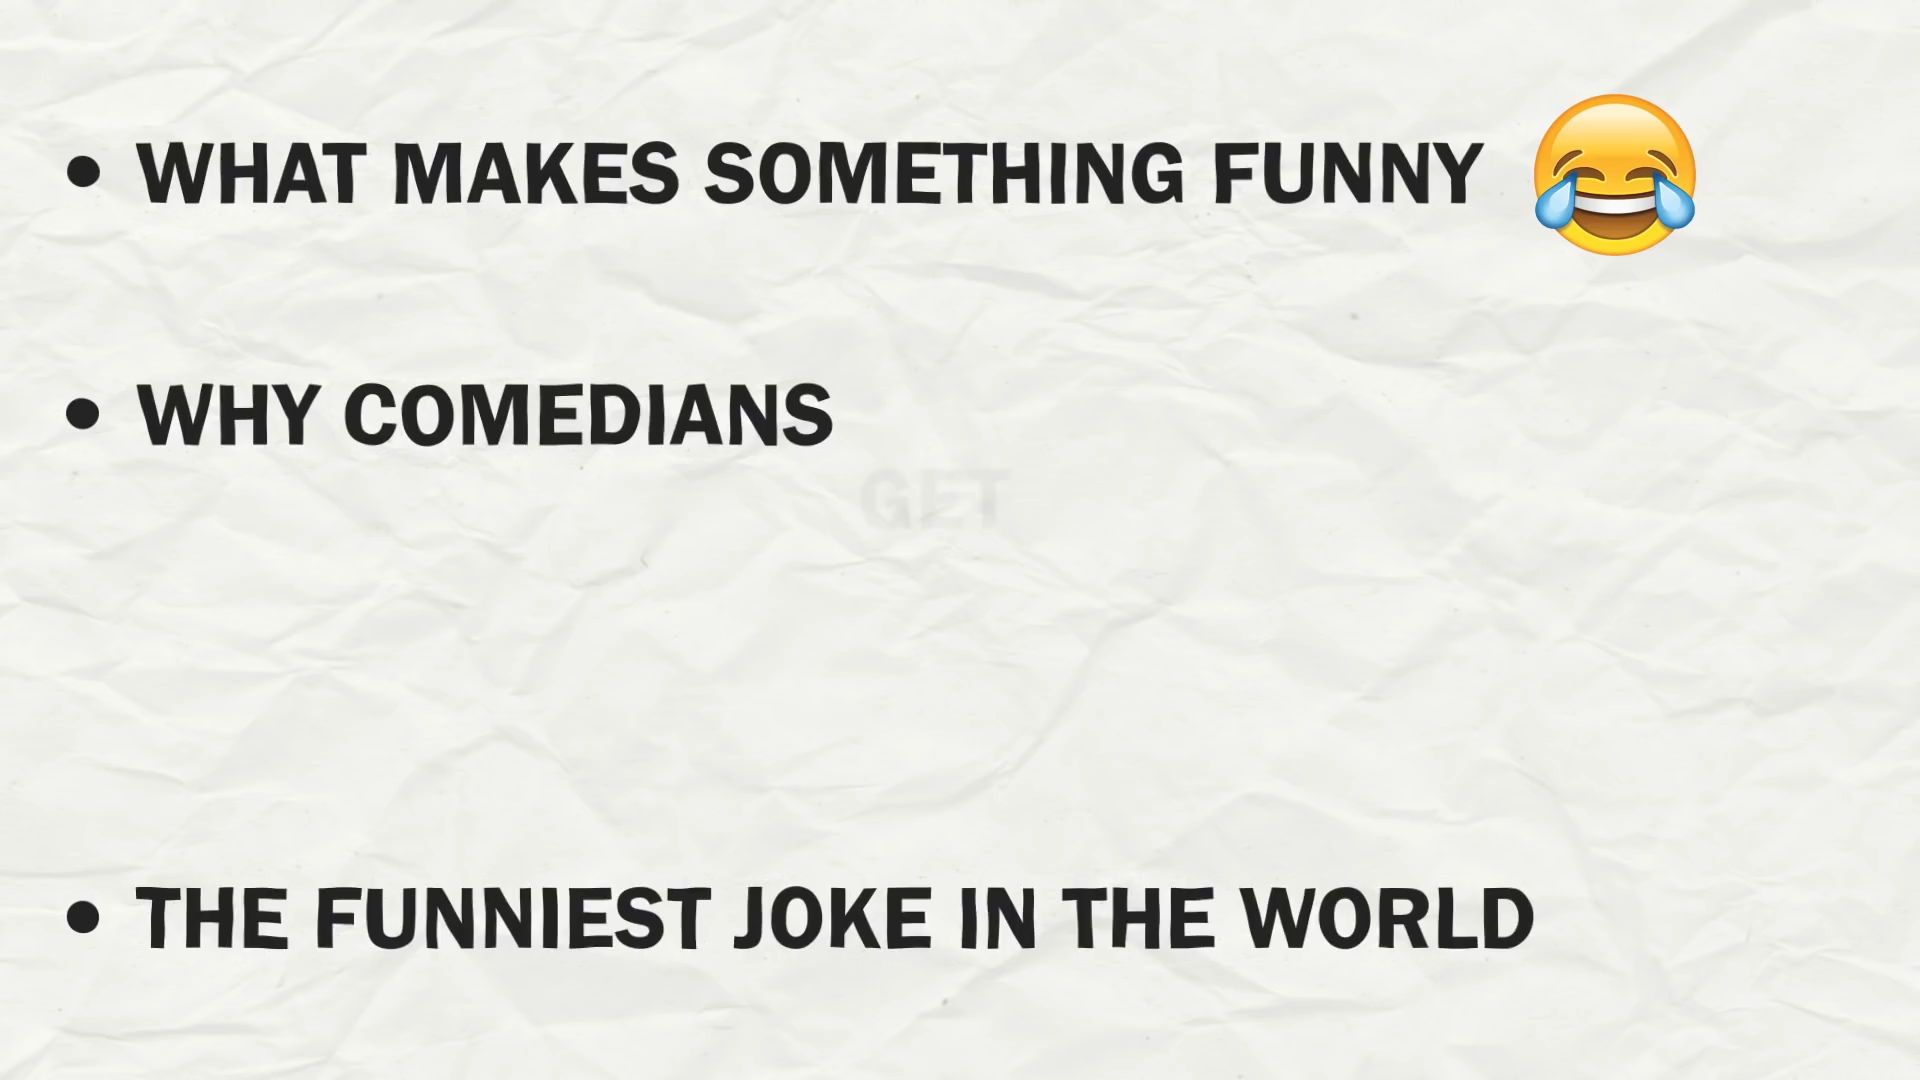 • WHAT MAKES SOMETHING FUNNY 😂
• WHY COMEDIANS
GET
• THE FUNNIEST JOKE IN THE WORLD